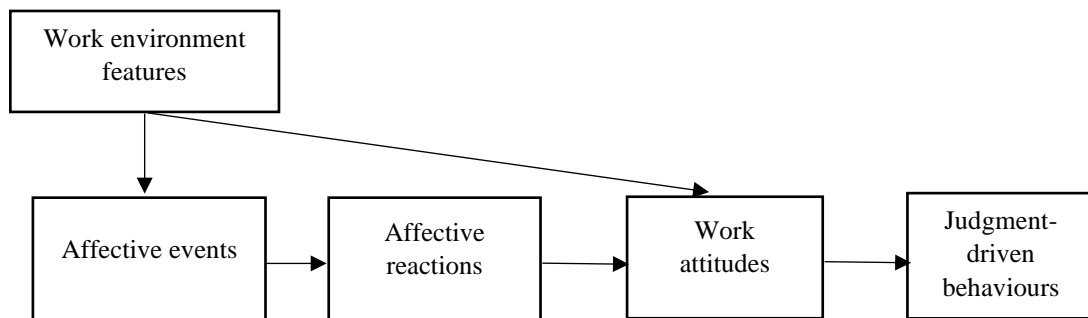 Work environment
features
Affective events
Affective
reactions
Work
attitudes
Judgment-
driven
behaviours